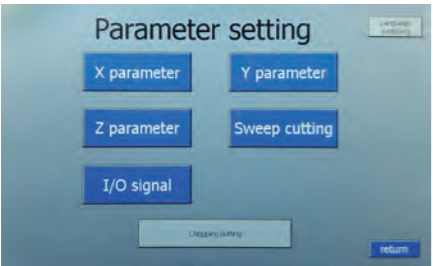 Parameter setting
Language
switching
X parameter
Y parameter
Z parameter
Sweep cutting
I/O signal
Chopping cutting
return